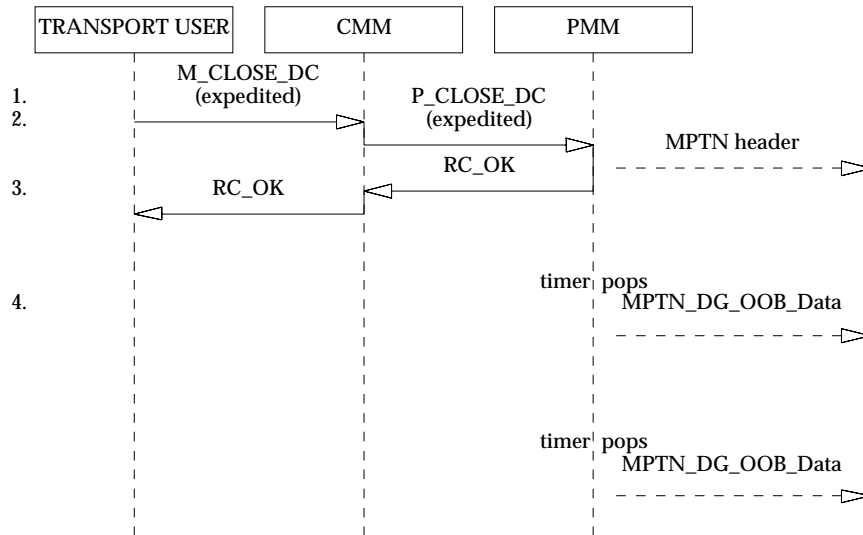 TRANSPORT USER CMM PMM
M_CLOSE_DC
1. (expedited) P_CLOSE_DC
2. (expedited)
MPTN header
RC_OK
3. RC_OK
timer pops
4. MPTN_DG_OOB_Data
timer pops
MPTN_DG_OOB_Data